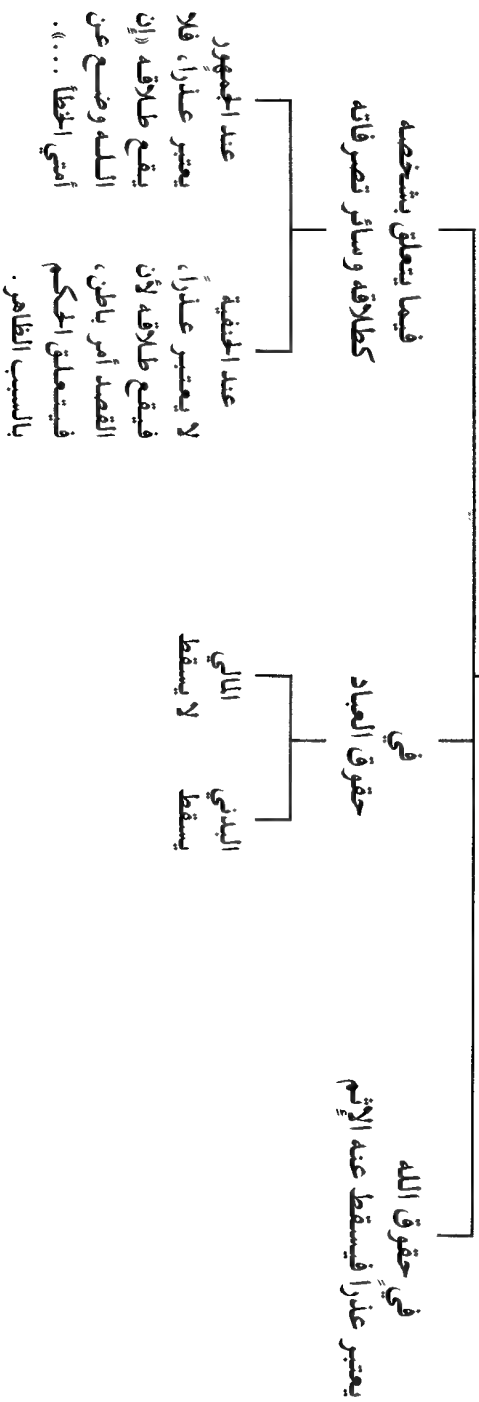 في حقوق الله
يعتبر عذراً فيسقط عنه الإثم
في
حقوق العباد
المالي
لا يسقط
البدني
يسقط
فيما يتعلق بشخصه
كطلاقه وسائر تصرفاته
عند الجمهور
يعتبر عذراً، فلا
يقع طلاقه «إن
الله وضع عن
أمتي الخطأ ...».
عند الحنفية
لا يعتبر عذراً،
فيقع طلاقه لأن
القصد أمر باطن،
فيتعلق الحكم
بالسبب الظاهر.